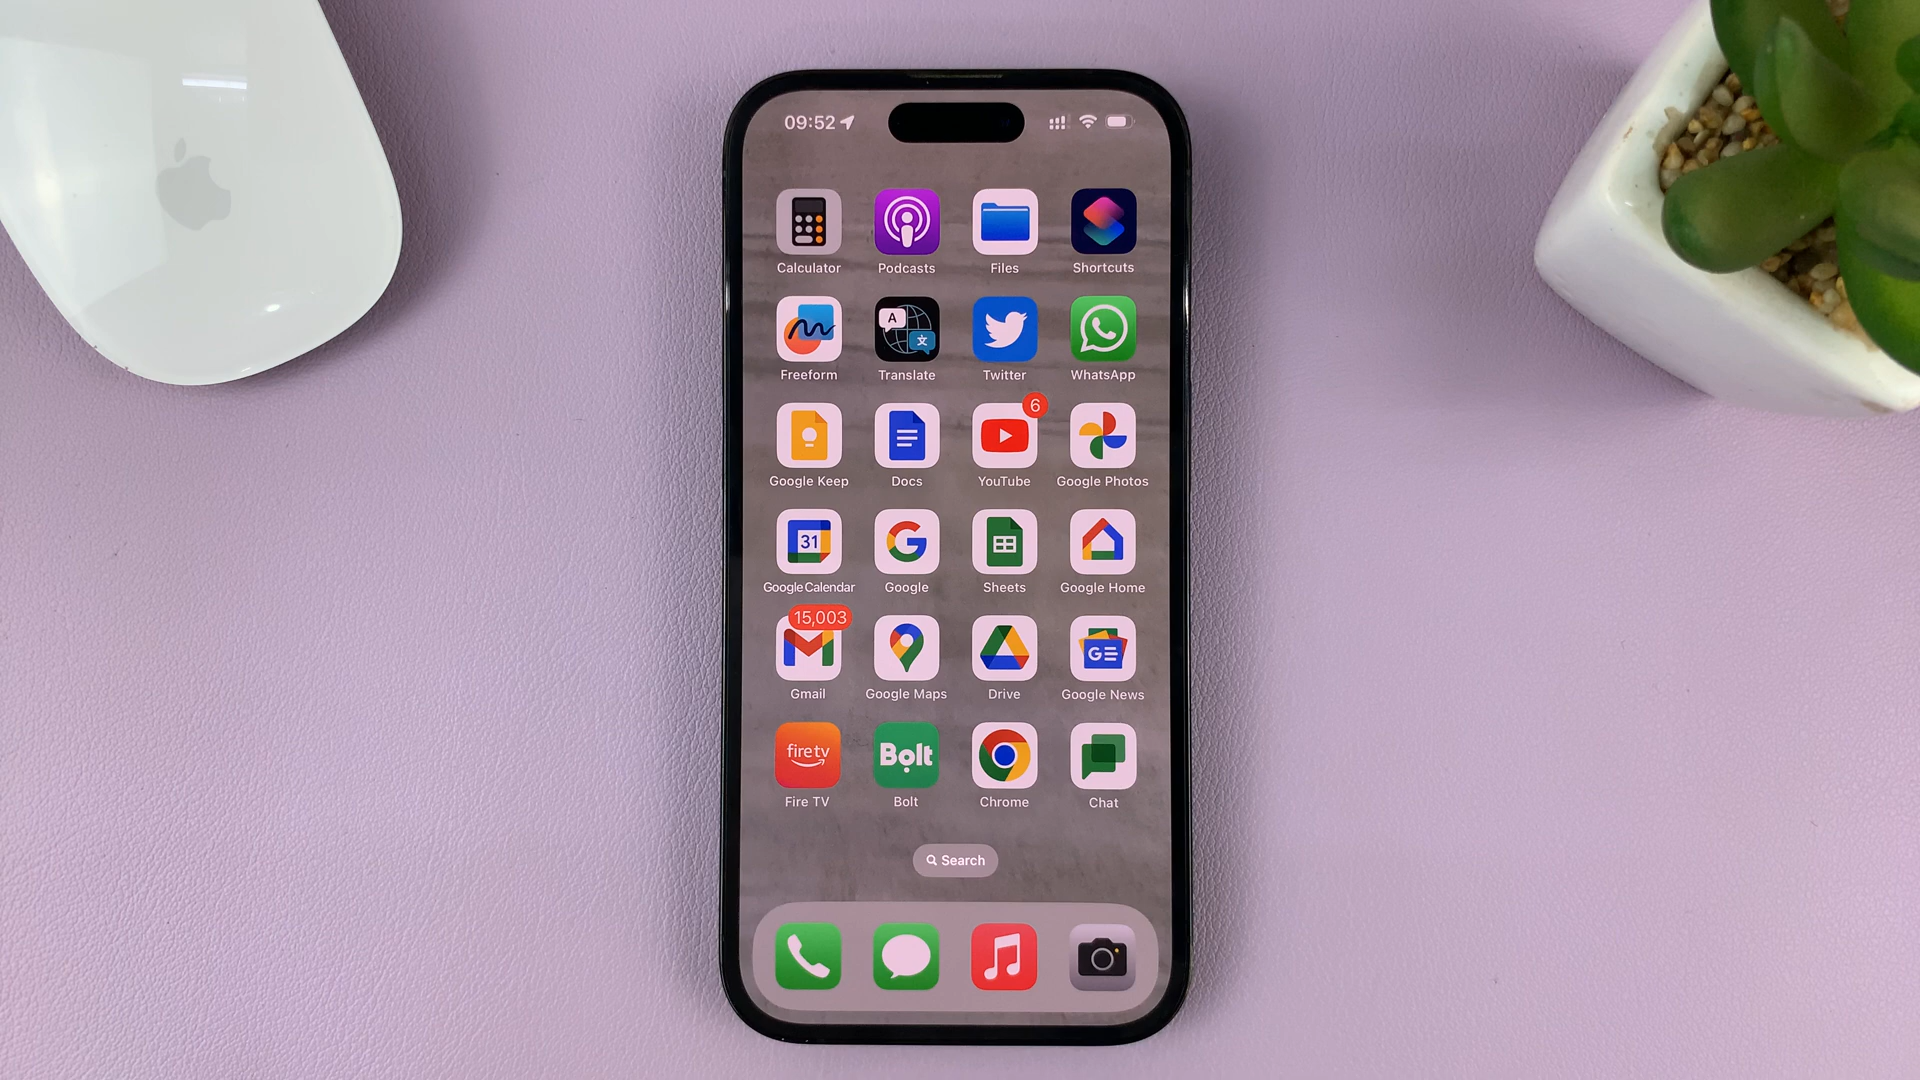 09:52
Calculator Podcasts Files Shortcuts
A 文
Freeform Translate Twitter WhatsApp
6
Google Keep Docs YouTube Google Photos
31 G
Google Calendar Google Sheets Google Home
15,003
M GE
Gmail Google Maps Drive Google News
firetv Bolt
Fire TV Bolt Chrome Chat
Search